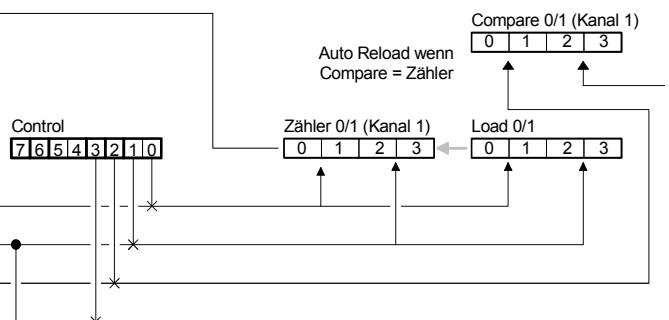 Compare 0/1 (Kanal 1)
0 1 2 3
Auto Reload wenn
Compare = Zähler
Control
7 6 5 4 3 2 1 0
Zähler 0/1 (Kanal 1)
0 1 2 3
Load 0/1
0 1 2 3